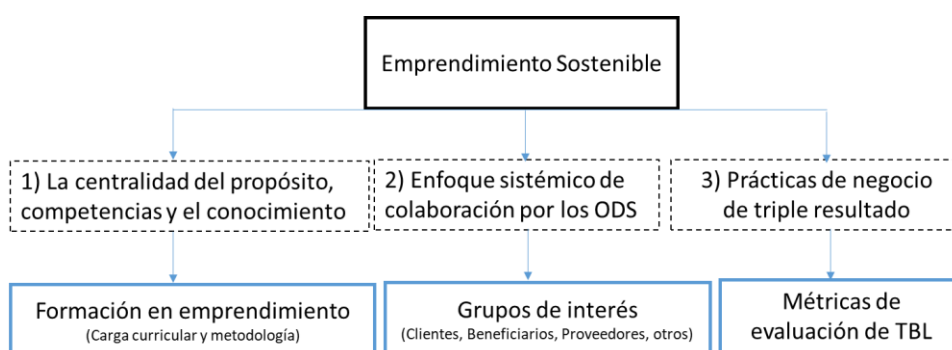 Emprendimiento Sostenible
1) La centralidad del propósito,
competencias y el conocimiento
2) Enfoque sistémico de
colaboración por los ODS
3) Prácticas de negocio
de triple resultado
Formación en emprendimiento
(Carga curricular y metodología)
Grupos de interés
(Clientes, Beneficiarios, Proveedores, otros)
Métricas de
evaluación de TBL